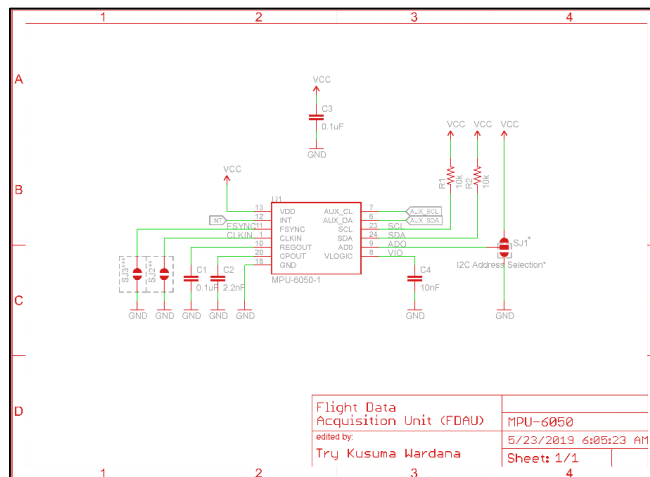 1 2 3 4
A
VCC
C3
0.1uF
GND
VCC VCC VCC
R1 10k R2 10k
VCC
B
U1
13 VDD AUX_CL 7 AUX_SCL
INT 12 INT AUX_DA 6 AUX_SDA
FSYNC 11 FSYNC SCL 23 SCL
CLKIN 1 CLKIN SDA 24 SDA
10 REGOUT AD0 9 ADO SJ1*
20 CPOUT VLOGIC 8 VIO
18 GND
I2C Address Selection*
MPU-6050-1
SJ3*** SJ2**
C1 C2 C4
0.1uF 2.2nF 10nF
C
GND GND GND GND GND GND GND
D
Flight Data
Acquisition Unit (FDAU)
MPU-6050
edited by:
5/23/2019 6:05:23 AM
Try Kusuma Wardana
Sheet: 1/1
1 2 3 4